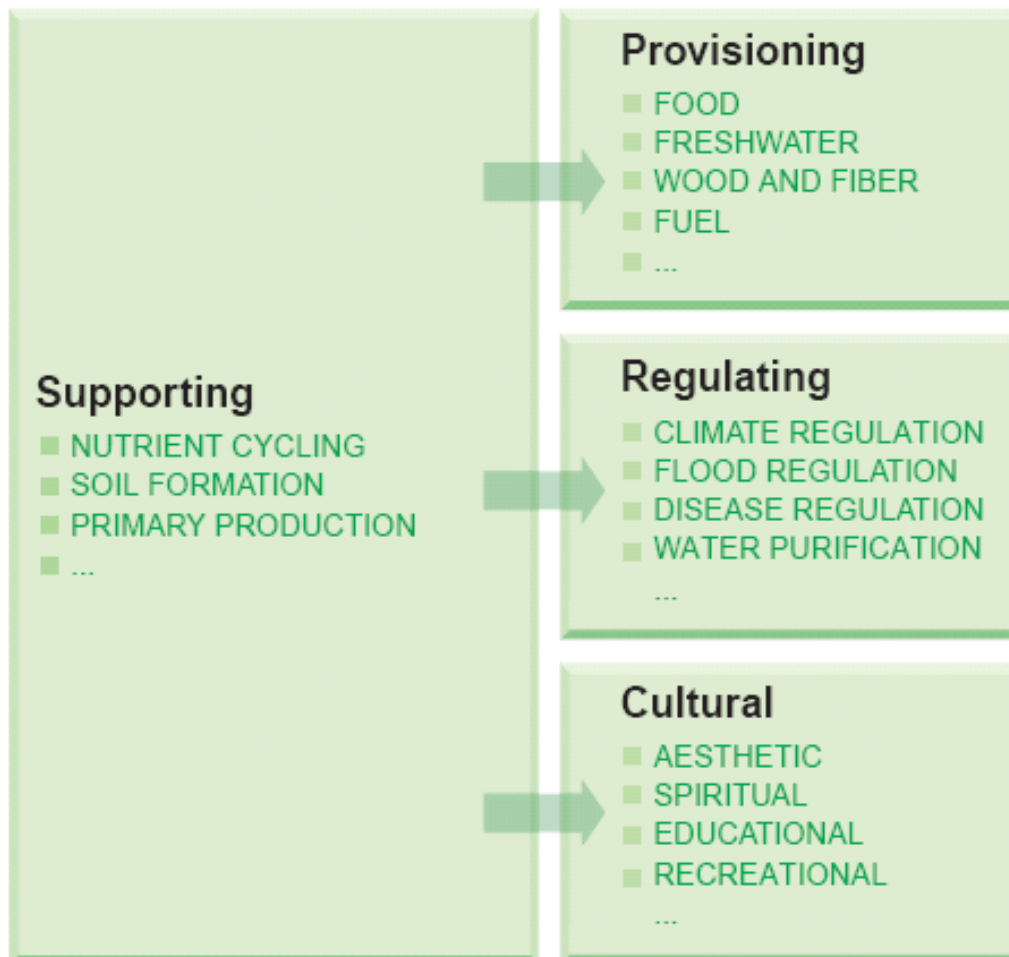 Supporting
NUTRIENT CYCLING
SOIL FORMATION
PRIMARY PRODUCTION
...
Provisioning
FOOD
FRESHWATER
WOOD AND FIBER
FUEL
...
Regulating
CLIMATE REGULATION
FLOOD REGULATION
DISEASE REGULATION
WATER PURIFICATION
...
Cultural
AESTHETIC
SPIRITUAL
EDUCATIONAL
RECREATIONAL
...